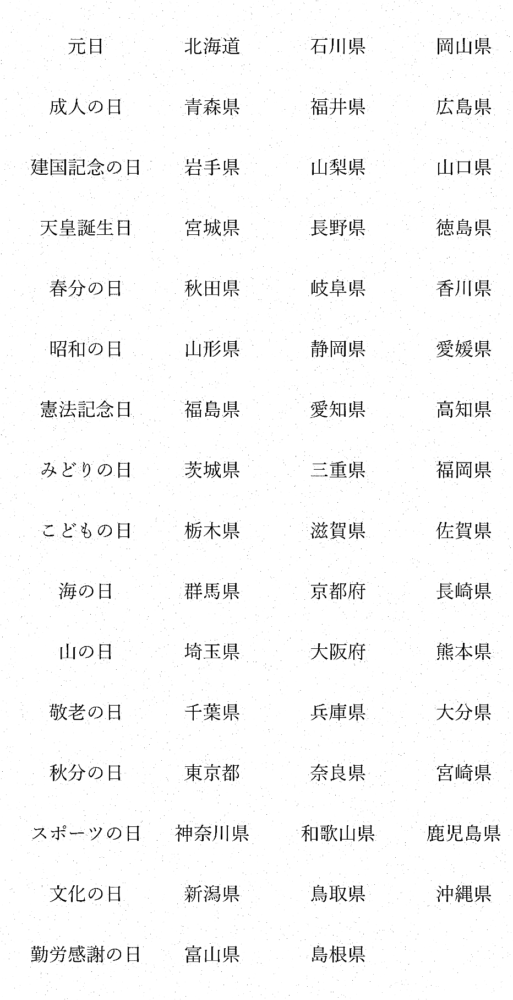 元日 北海道 石川県 岡山県
成人の日 青森県 福井県 広島県
建国記念の日 岩手県 山梨県 山口県
天皇誕生日 宮城県 長野県 徳島県
春分の日 秋田県 岐阜県 香川県
昭和の日 山形県 静岡県 愛媛県
憲法記念日 福島県 愛知県 高知県
みどりの日 茨城県 三重県 福岡県
こどもの日 栃木県 滋賀県 佐賀県
海の日 群馬県 京都府 長崎県
山の日 埼玉県 大阪府 熊本県
敬老の日 千葉県 兵庫県 大分県
秋分の日 東京都 奈良県 宮崎県
スポーツの日 神奈川県 和歌山県 鹿児島県
文化の日 新潟県 鳥取県 沖縄県
勤労感謝の日 富山県 島根県